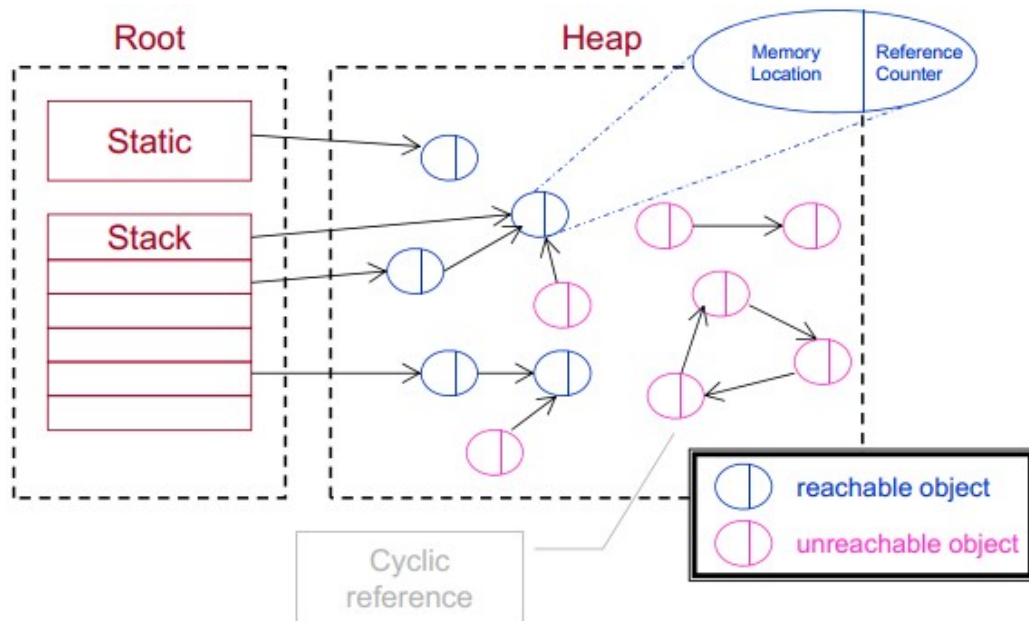 Root
Heap
Memory
Location
Reference
Counter
Static
Stack
reachable object
unreachable object
Cyclic
reference